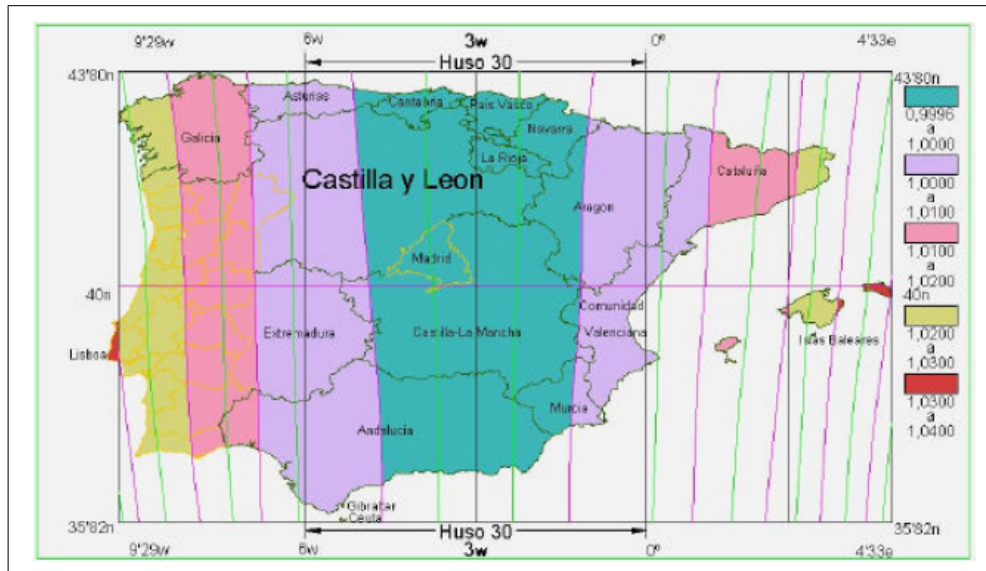 9'29w 6w 3w 0º 4'33e
Huso 30
43'80n 43'80n
Asturias Cantabria Pais Vasco
0,9996
a
1,0000
Galicia Navarra
La Rioja Cataluña
Castilla y Leon
1,0000
a
1,0100
Aragon
Madrid
1,0100
a
1,0200
40n 40n
Comunidad
Extremadura Castilla-La Mancha Valenciana
Islas Baleares
1,0200
a
1,0300
Lisboa
Murcia
1,0300
a
1,0400
Andalucia
Gibraltar
Ceuta
35'82n 35'82n
Huso 30
9'29w 6w 3w 0º 4'33e